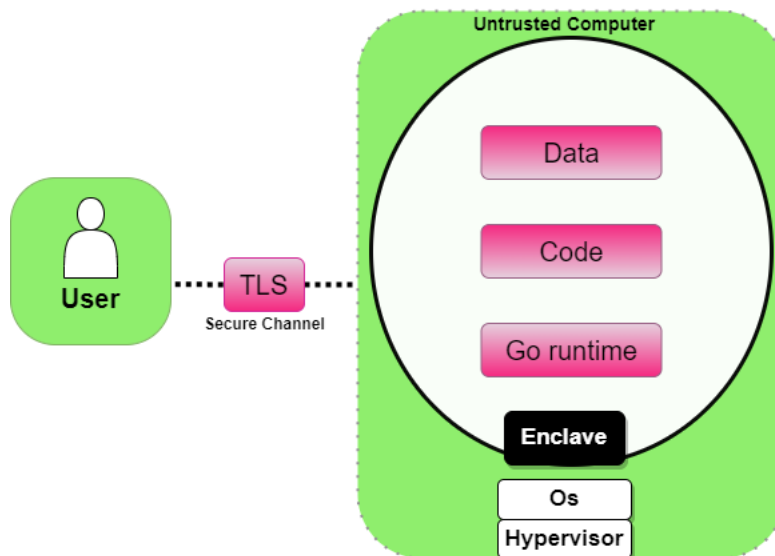 Untrusted Computer
Data
Code
Go runtime
Enclave
Os
Hypervisor
User
TLS
Secure Channel